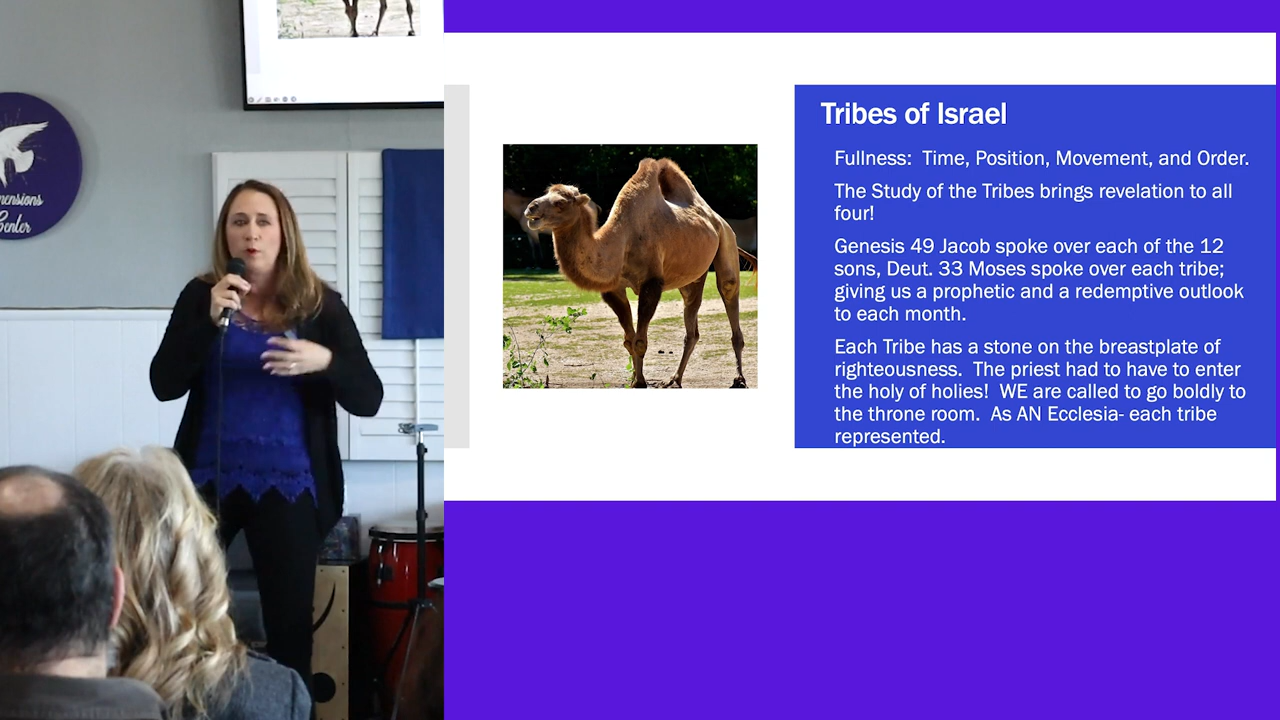 mensions
Center
Tribes of Israel
Fullness:  Time, Position, Movement, and Order.
The Study of the Tribes brings revelation to all
four!
Genesis 49 Jacob spoke over each of the 12
sons, Deut. 33 Moses spoke over each tribe;
giving us a prophetic and a redemptive outlook
to each month.
Each Tribe has a stone on the breastplate of
righteousness.  The priest had to have to enter
the holy of holies!  WE are called to go boldly to
the throne room.  As AN Ecclesia- each tribe
represented.